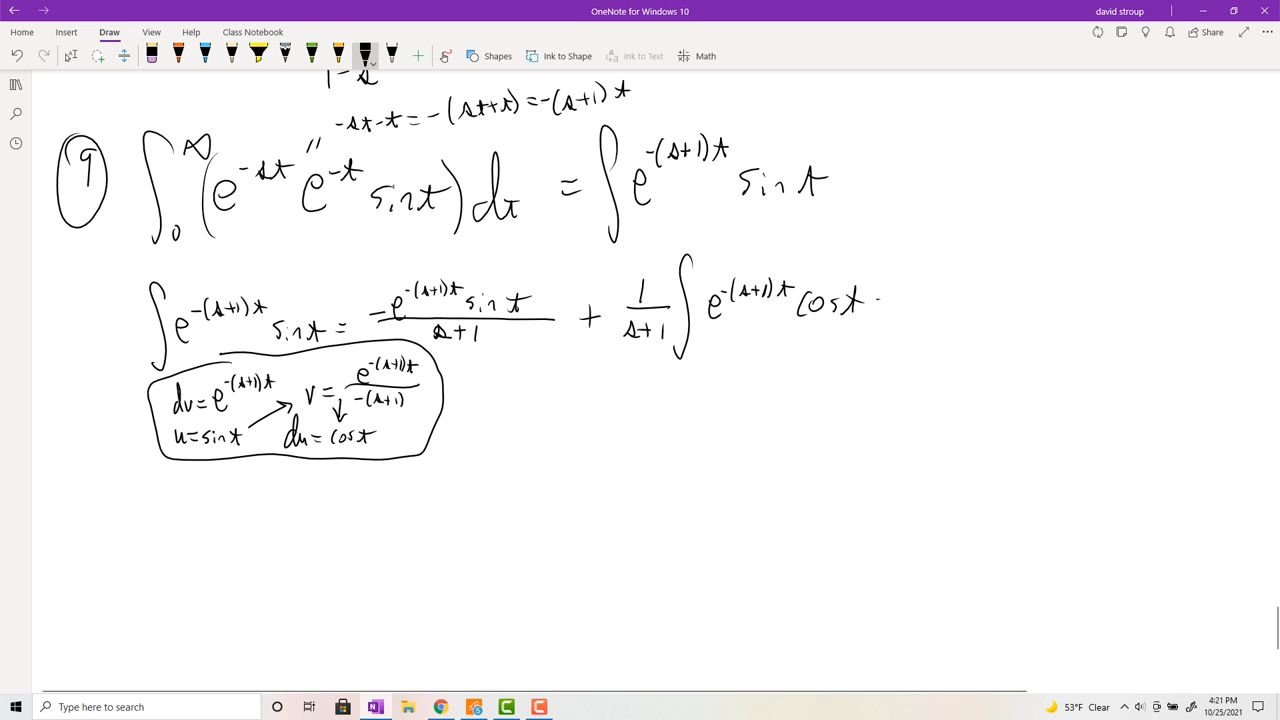 OneNote for Windows 10
david stroup
Home Insert Draw View Help Class Notebook
Share
Shapes Ink to Shape Ink to Text Math
1-s
-st-t = -(st+t) = -(s+1)t
9 ∫₀^∞ (e^{-st} e^{-t} sin t) dt = ∫ e^{-(s+1)t} sin t
∫ e^{-(s+1)t} sin t = -e^{-(s+1)t} sin t / s+1 + 1/s+1 ∫ e^{-(s+1)t} cos t
dv = e^{-(s+1)t} v = e^{-(s+1)t} / -(s+1)
u = sin t du = cos t
Type here to search
53°F Clear
4:21 PM
10/25/2021